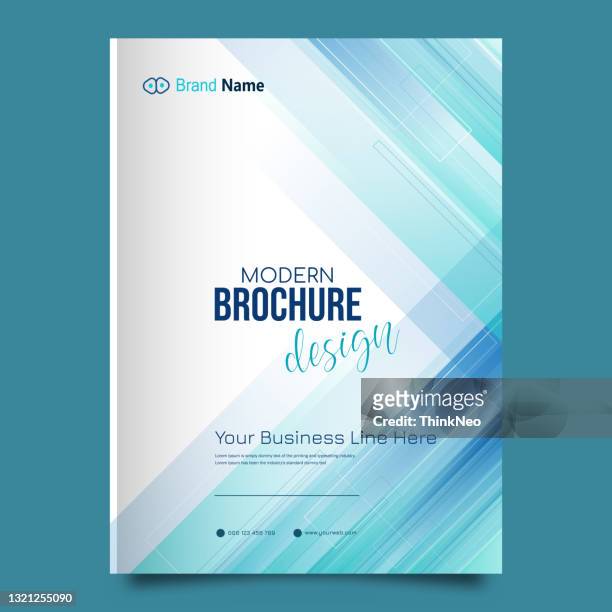 Brand Name
MODERN
BROCHURE
design
gettyimages
Credit: ThinkNeo
Your Business Line Here
www.yourweb.com
1321255090